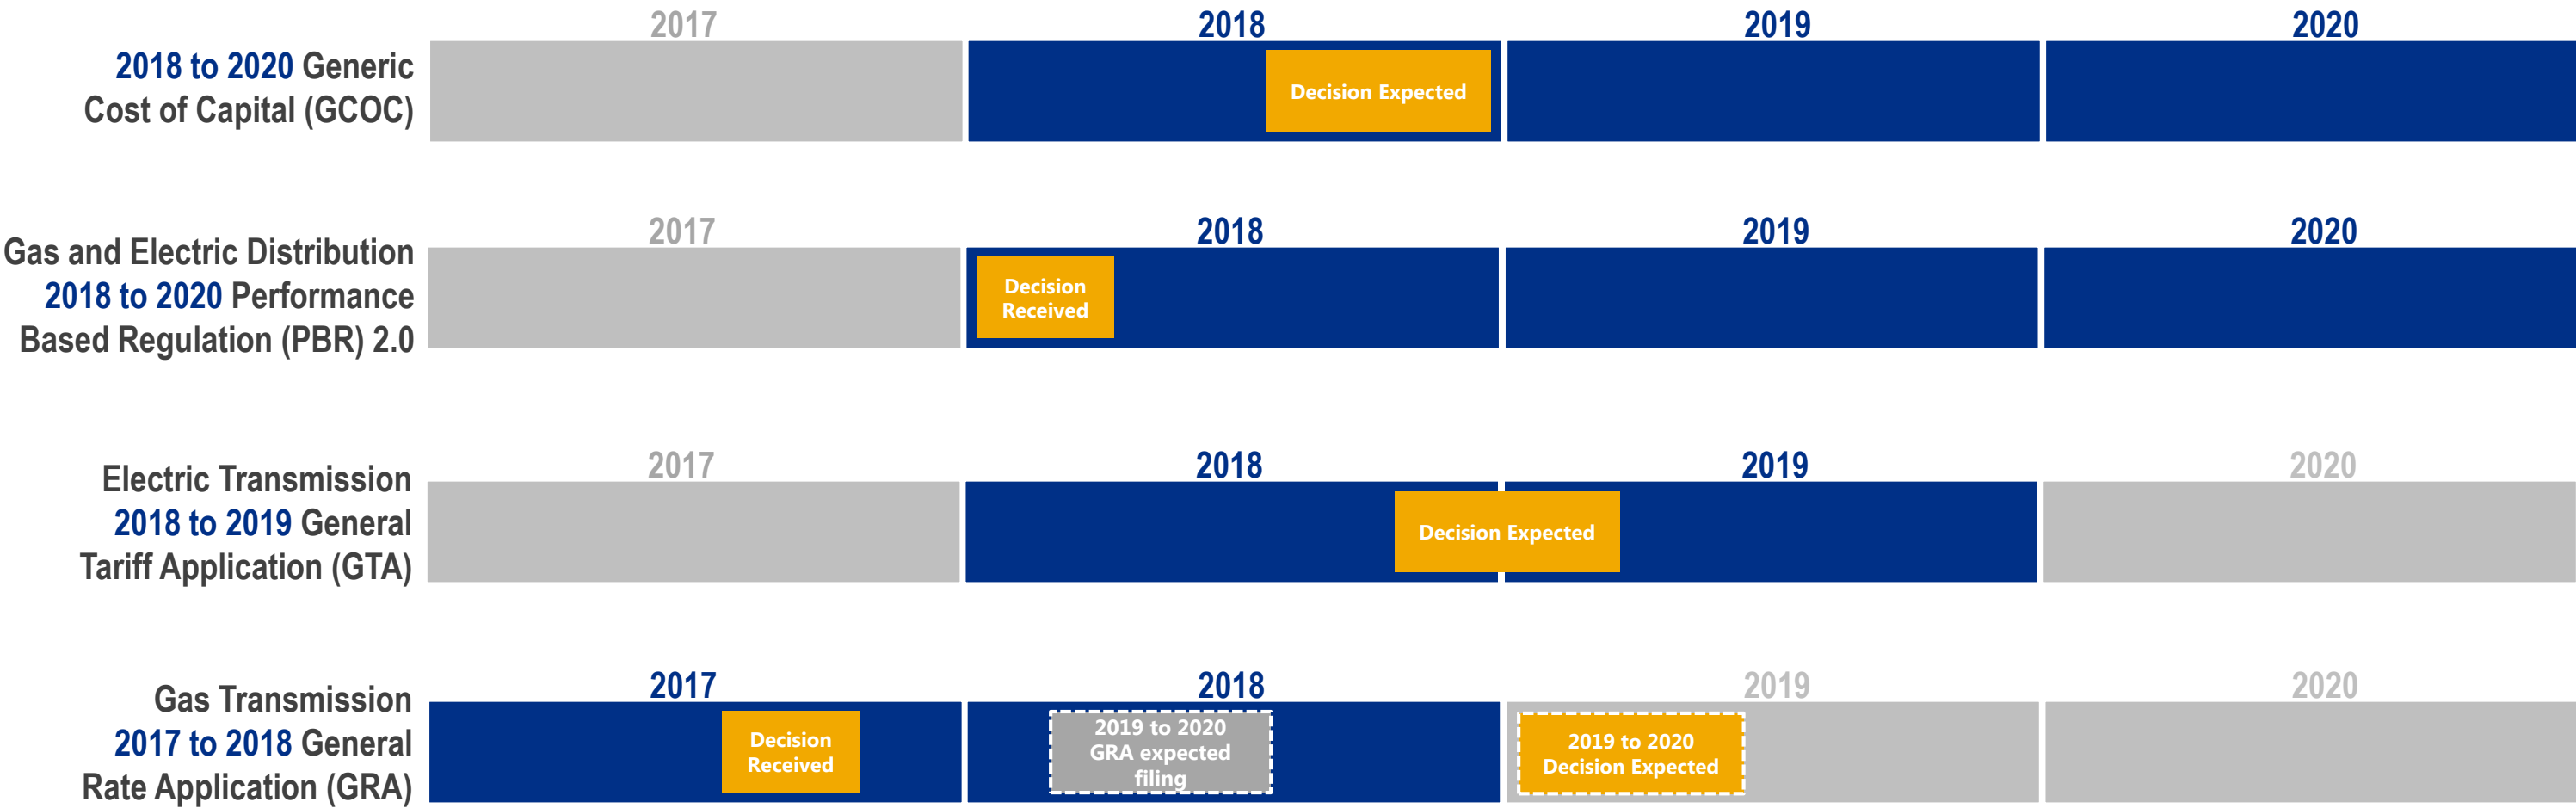 2017 2018 2019 2020
2018 to 2020 Generic
Cost of Capital (GCOC)
Decision Expected
2017 2018 2019 2020
Gas and Electric Distribution
2018 to 2020 Performance
Based Regulation (PBR) 2.0
Decision
Received
2017 2018 2019 2020
Electric Transmission
2018 to 2019 General
Tariff Application (GTA)
Decision Expected
2017 2018 2019 2020
Gas Transmission
2017 to 2018 General
Rate Application (GRA)
Decision
Received
2019 to 2020
GRA expected
filing
2019 to 2020
Decision Expected